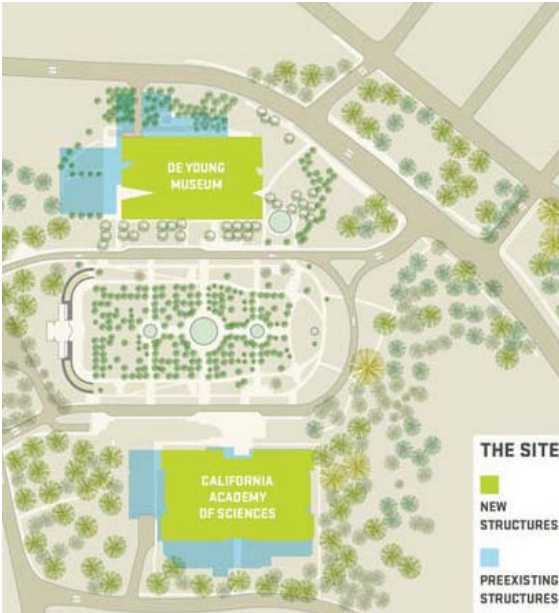 DE YOUNG
MUSEUM
CALIFORNIA
ACADEMY
OF SCIENCES
THE SITE
NEW
STRUCTURES
PREEXISTING
STRUCTURES